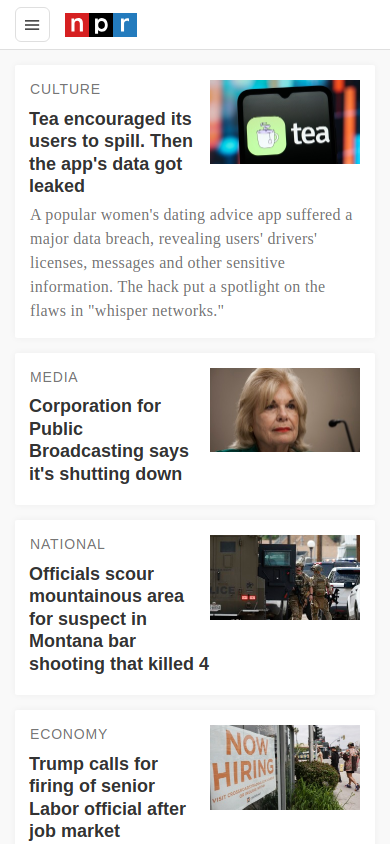 npr
CULTURE
Tea encouraged its
users to spill. Then
the app's data got
leaked
tea
A popular women's dating advice app suffered a
major data breach, revealing users' drivers'
licenses, messages and other sensitive
information. The hack put a spotlight on the
flaws in "whisper networks."
MEDIA
Corporation for
Public
Broadcasting says
it's shutting down
NATIONAL
Officials scour
mountainous area
for suspect in
Montana bar
shooting that killed 4
ECONOMY
Trump calls for
firing of senior
Labor official after
job market
NOW
HIRING